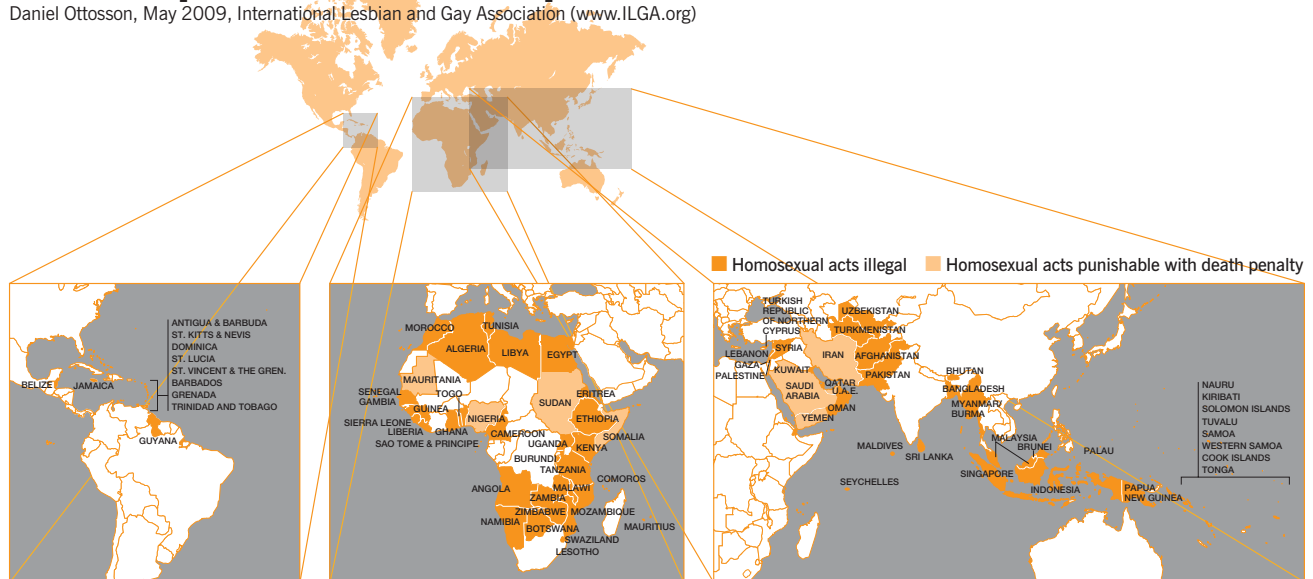 Daniel Ottosson, May 2009, International Lesbian and Gay Association (www.ILGA.org)
Homosexual acts illegal
Homosexual acts punishable with death penalty
ANTIGUA & BARBUDA
ST. KITTS & NEVIS
DOMINICA
ST. LUCIA
ST. VINCENT & THE GREN.
BARBADOS
GRENADA
TRINIDAD AND TOBAGO
BELIZE
JAMAICA
GUYANA
MOROCCO
TUNISIA
ALGERIA
LIBYA
EGYPT
MAURITANIA
SENEGAL
GAMBIA
TOGO
GUINEA
NIGERIA
SUDAN
ERITREA
ETHIOPIA
SIERRA LEONE
LIBERIA
GHANA
CAMEROON
SAO TOME & PRINCIPE
UGANDA
SOMALIA
KENYA
BURUNDI
TANZANIA
COMOROS
ANGOLA
MALAWI
ZAMBIA
ZIMBABWE
MOZAMBIQUE
NAMIBIA
BOTSWANA
MAURITIUS
SWAZILAND
LESOTHO
TURKISH
REPUBLIC
OF NORTHERN
CYPRUS
UZBEKISTAN
TURKMENISTAN
LEBANON
SYRIA
IRAN
AFGHANISTAN
GAZA
PALESTINE
KUWAIT
PAKISTAN
BHUTAN
SAUDI
ARABIA
QATAR
U.A.E.
OMAN
YEMEN
BANGLADESH
MYANMAR/
BURMA
MALDIVES
SRI LANKA
MALAYSIA
BRUNEI
PALAU
SEYCHELLES
SINGAPORE
INDONESIA
PAPUA
NEW GUINEA
NAURU
KIRIBATI
SOLOMON ISLANDS
TUVALU
SAMOA
WESTERN SAMOA
COOK ISLANDS
TONGA